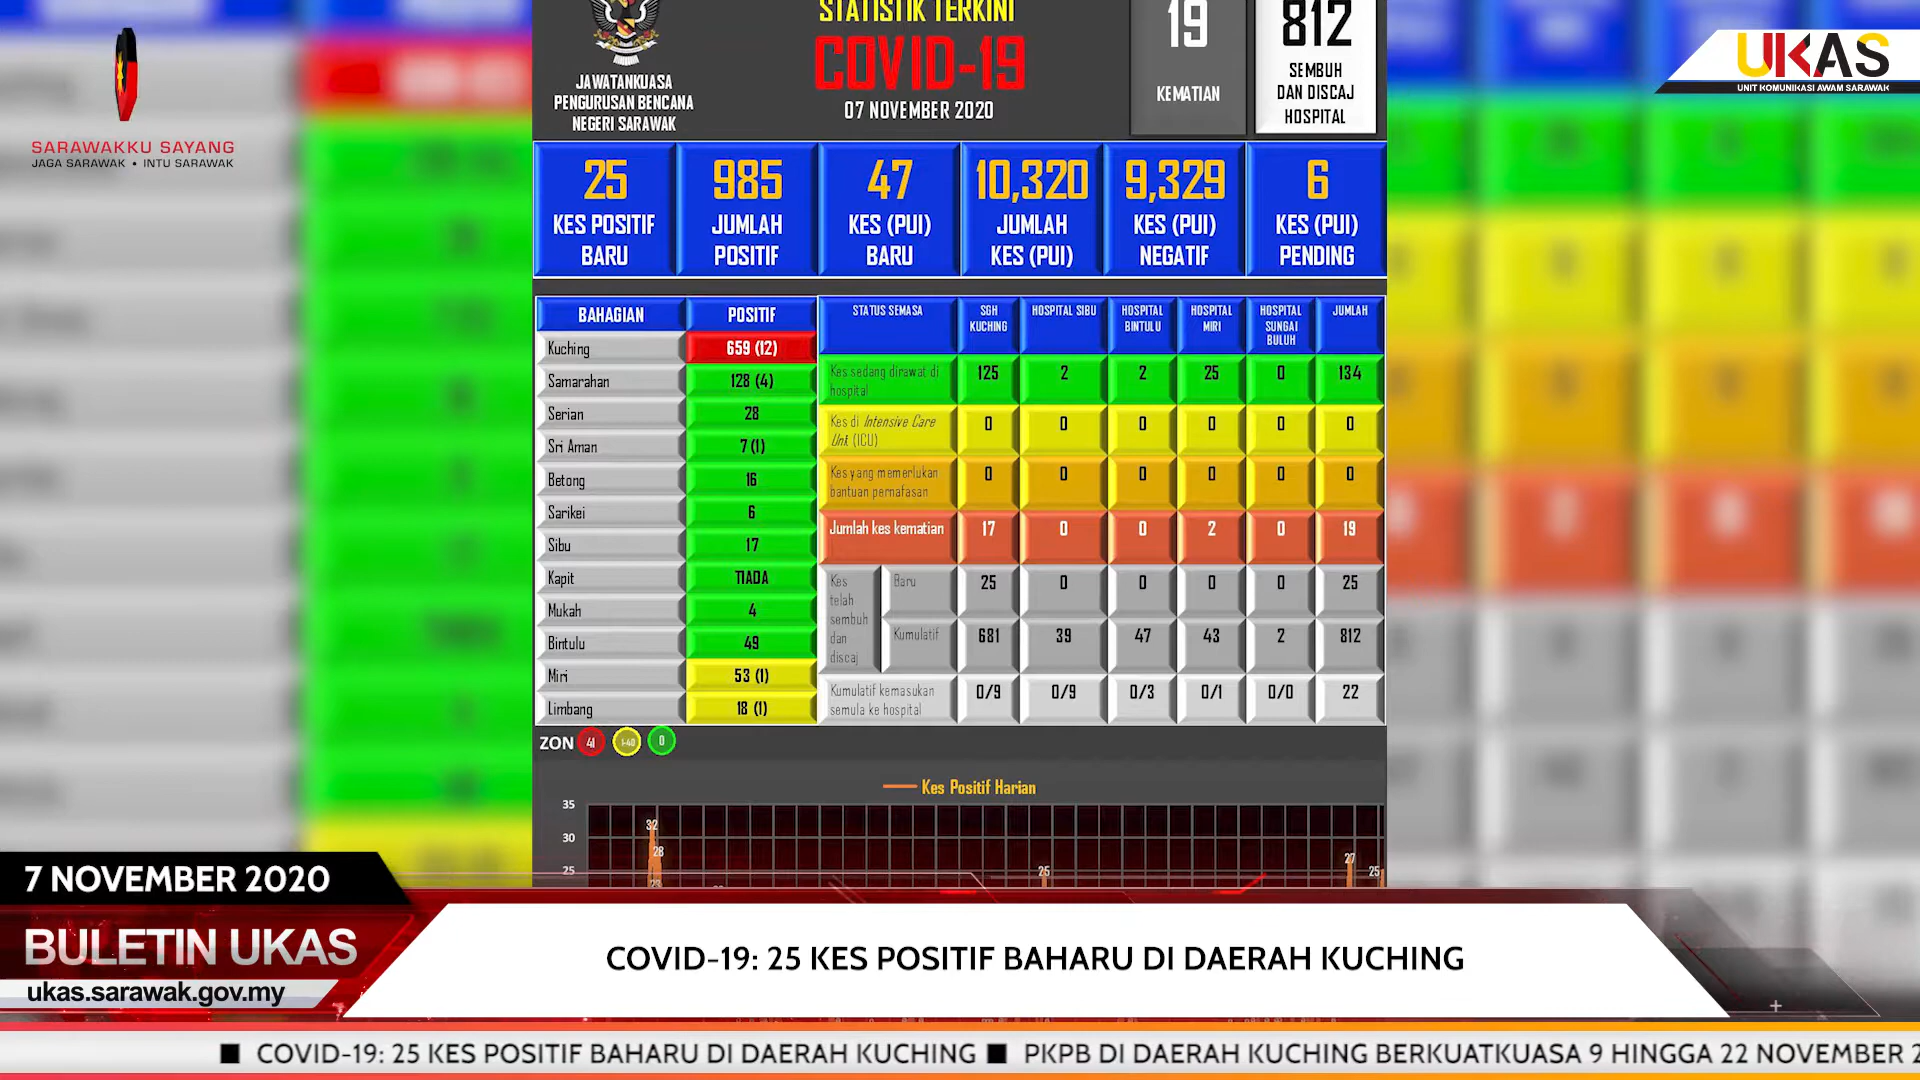 SARAWAKKU SAYANG
JAGA SARAWAK • INTU SARAWAK
UKAS
UNIT KOMUNIKASI AWAM SARAWAK
JAWATANKUASA
PENGURUSAN BENCANA
NEGERI SARAWAK
STATISTIK TERKINI
COVID-19
07 NOVEMBER 2020
19
KEMATIAN
812
SEMBUH
DAN DISCAJ
HOSPITAL
25
KES POSITIF
BARU
985
JUMLAH
POSITIF
47
KES (PUI)
BARU
10,320
JUMLAH
KES (PUI)
9,329
KES (PUI)
NEGATIF
6
KES (PUI)
PENDING
BAHAGIAN POSITIF
Kuching 659 (12)
Samarahan 128 (4)
Serian 28
Sri Aman 7 (1)
Betong 16
Sarikei 6
Sibu 17
Kapit TIADA
Mukah 4
Bintulu 49
Miri 53 (1)
Limbang 18 (1)
STATUS SEMASA
SGH
KUCHING
HOSPITAL SIBU
HOSPITAL
BINTULU
HOSPITAL
MIRI
HOSPITAL
SUNGAI
BULUH
JUMLAH
Kes sedang dirawat di
hospital
125 2 2 25 0 134
Kes di Intensive Care
Unit (ICU)
0 0 0 0 0 0
Kes yang memerlukan
bantuan pernafasan
0 0 0 0 0 0
Jumlah kes kematian 17 0 0 2 0 19
Kes
telah
sembuh
dan
discaj
Baru 25 0 0 0 0 25
Kumulatif 681 39 47 43 2 812
Kumulatif kemasukan
semula ke hospital
0/9 0/9 0/3 0/1 0/0 22
ZON 41 1-40 0
Kes Positif Harian
35
30
25
32
28
25
27
25
7 NOVEMBER 2020
BULETIN UKAS
ukas.sarawak.gov.my
COVID-19: 25 KES POSITIF BAHARU DI DAERAH KUCHING
■ COVID-19: 25 KES POSITIF BAHARU DI DAERAH KUCHING ■ PKPB DI DAERAH KUCHING BERKUATKUASA 9 HINGGA 22 NOVEMBER 2